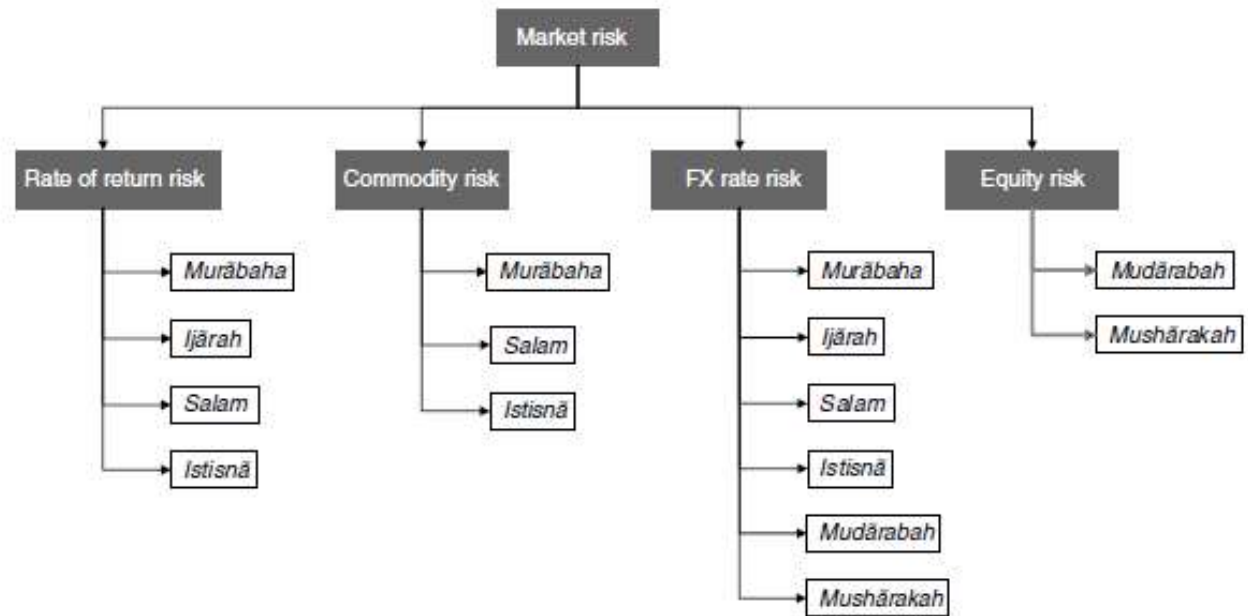 Market risk
Rate of return risk
Commodity risk
FX rate risk
Equity risk
Murābaha
Ijārah
Salam
Istisnā
Murābaha
Salam
Istisnā
Murābaha
Ijārah
Salam
Istisnā
Mudārabah
Mushārakah
Mudārabah
Mushārakah